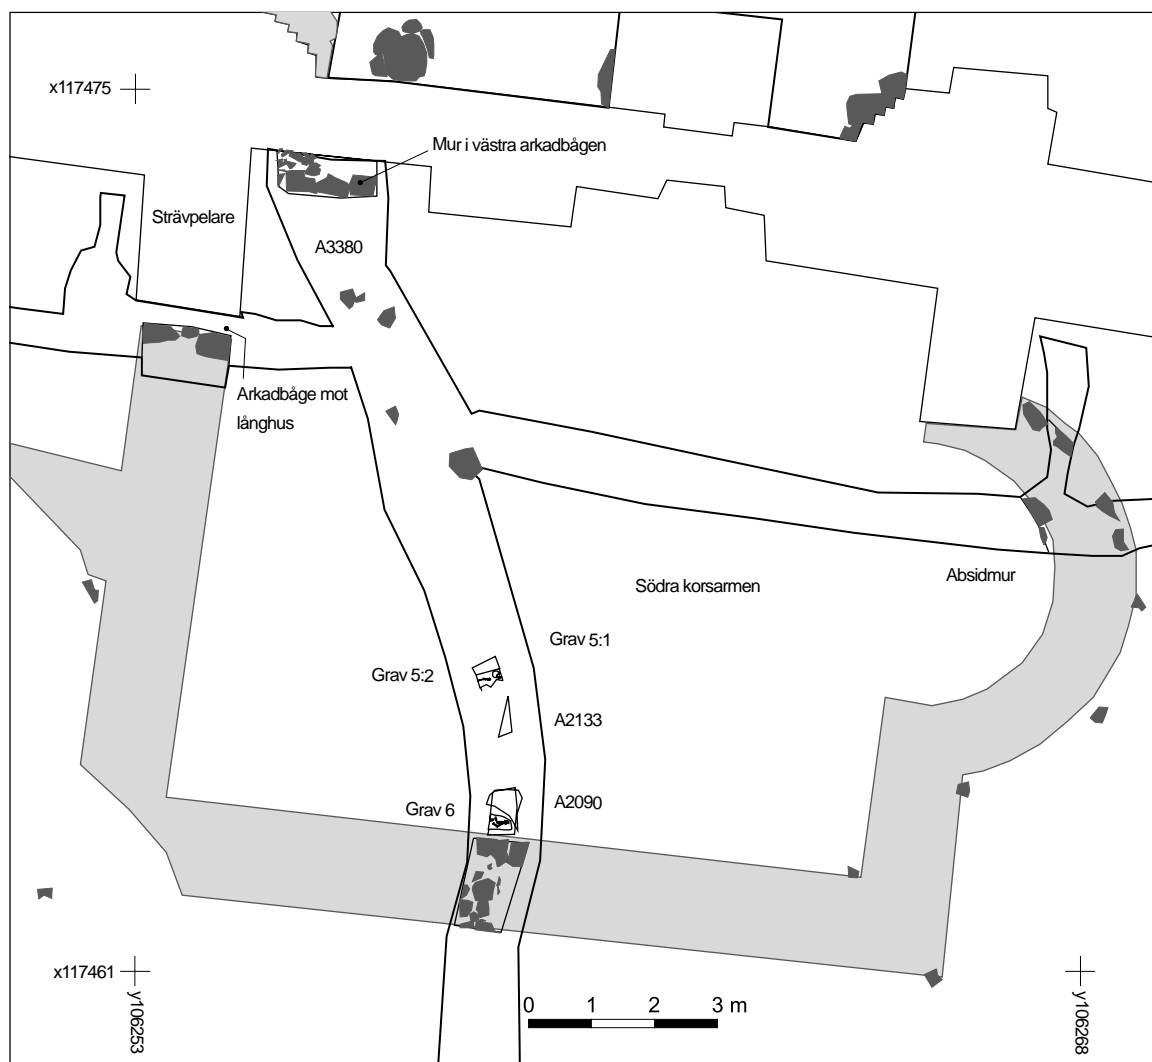 x117475
Mur i västra arkadbågen
Strävpelare
A3380
Arkadbåge mot
långhus
Södra korsarmen
Absidmur
Grav 5:1
Grav 5:2
A2133
Grav 6
A2090
x117461
y106253
0 1 2 3 m
y106268